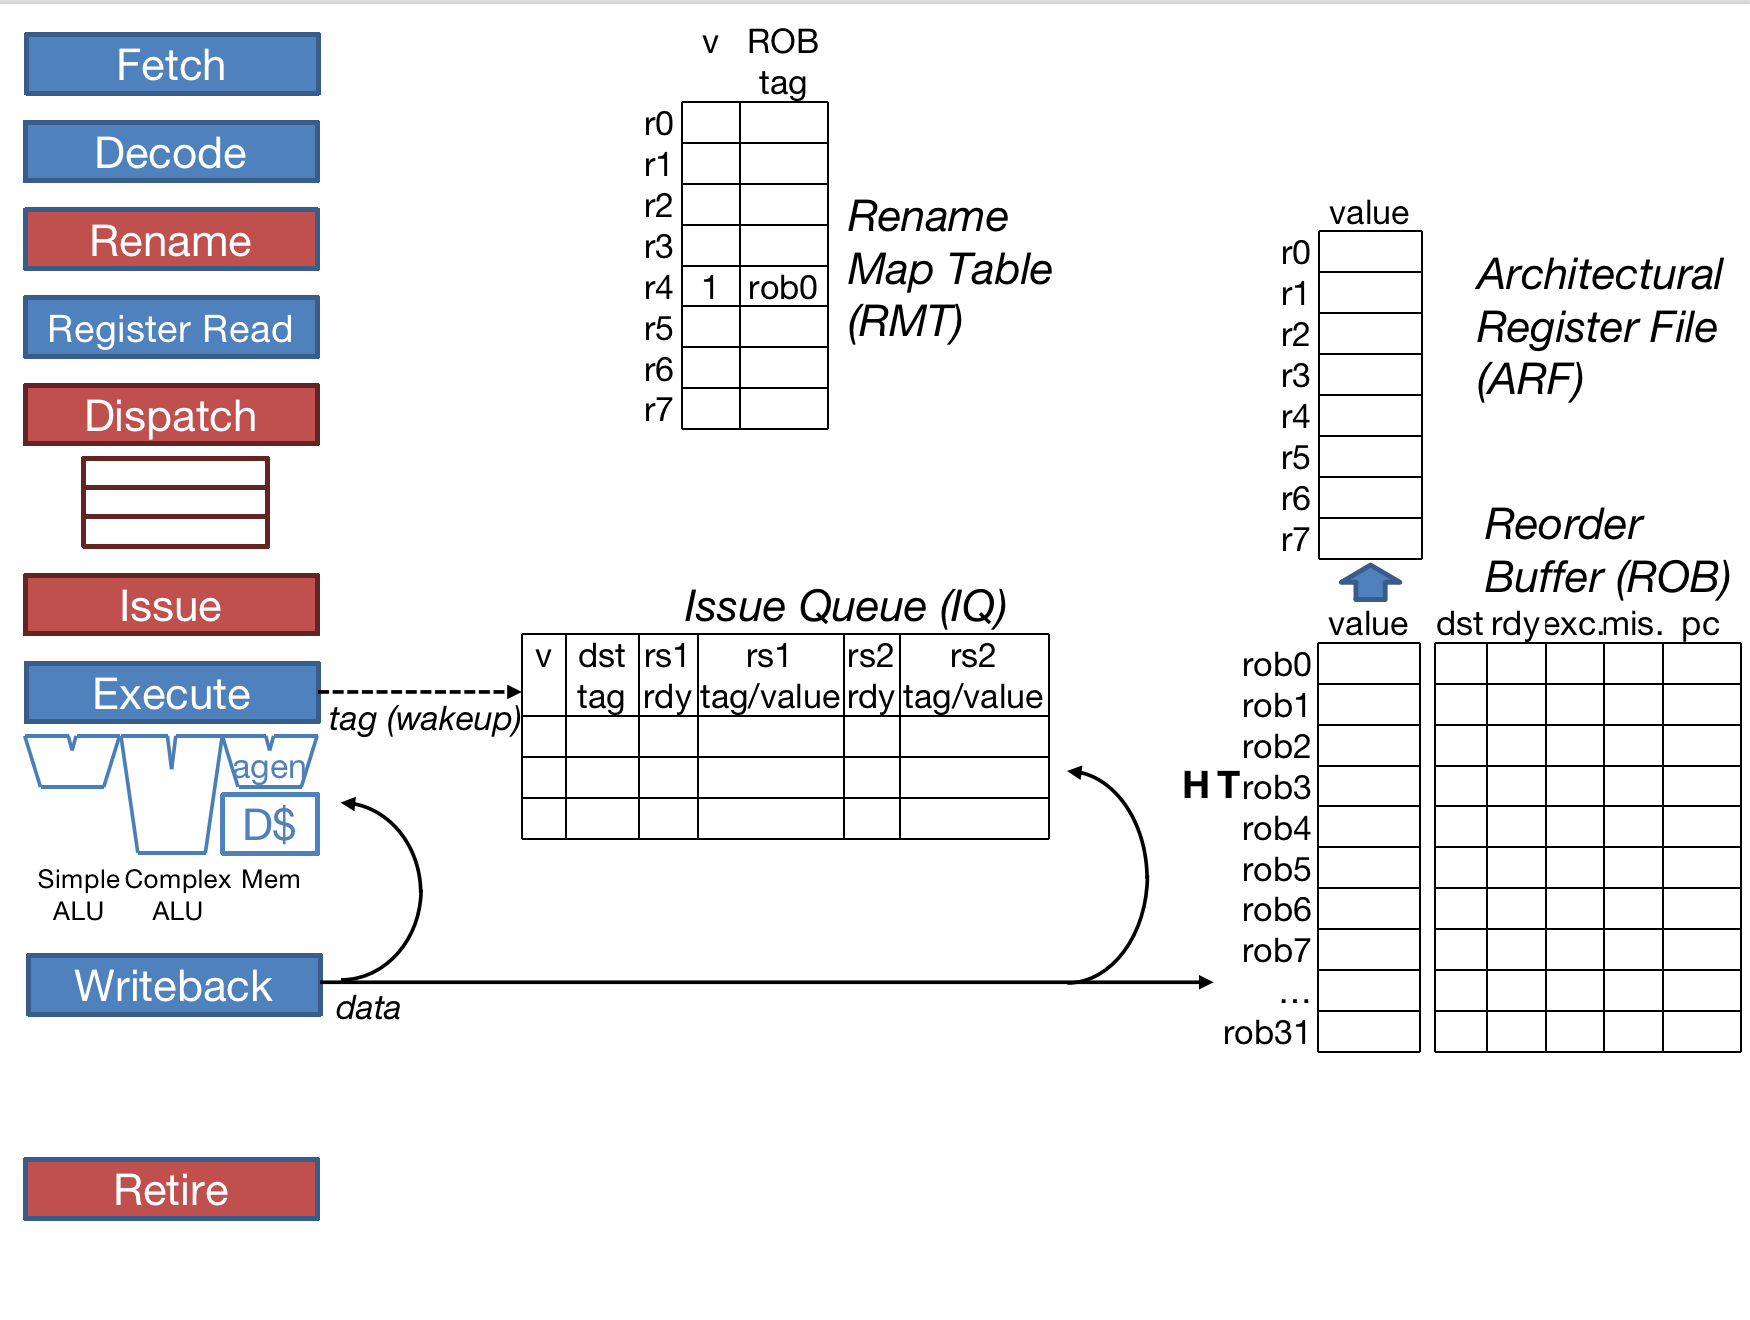 Fetch
Decode
Rename
Register Read
Dispatch
Issue
Execute
tag (wakeup)
agen
D$
Simple Complex Mem
ALU ALU
Writeback
data
Retire
v ROB
tag
r0
r1
r2
r3
r4 1 rob0
r5
r6
r7
Rename
Map Table
(RMT)
Issue Queue (IQ)
v dst rs1 rs1 rs2 rs2
tag rdy tag/value rdy tag/value
value
r0
r1
r2
r3
r4
r5
r6
r7
Architectural
Register File
(ARF)
Reorder
Buffer (ROB)
value dst rdy exc. mis. pc
rob0
rob1
rob2
H T rob3
rob4
rob5
rob6
rob7
...
rob31